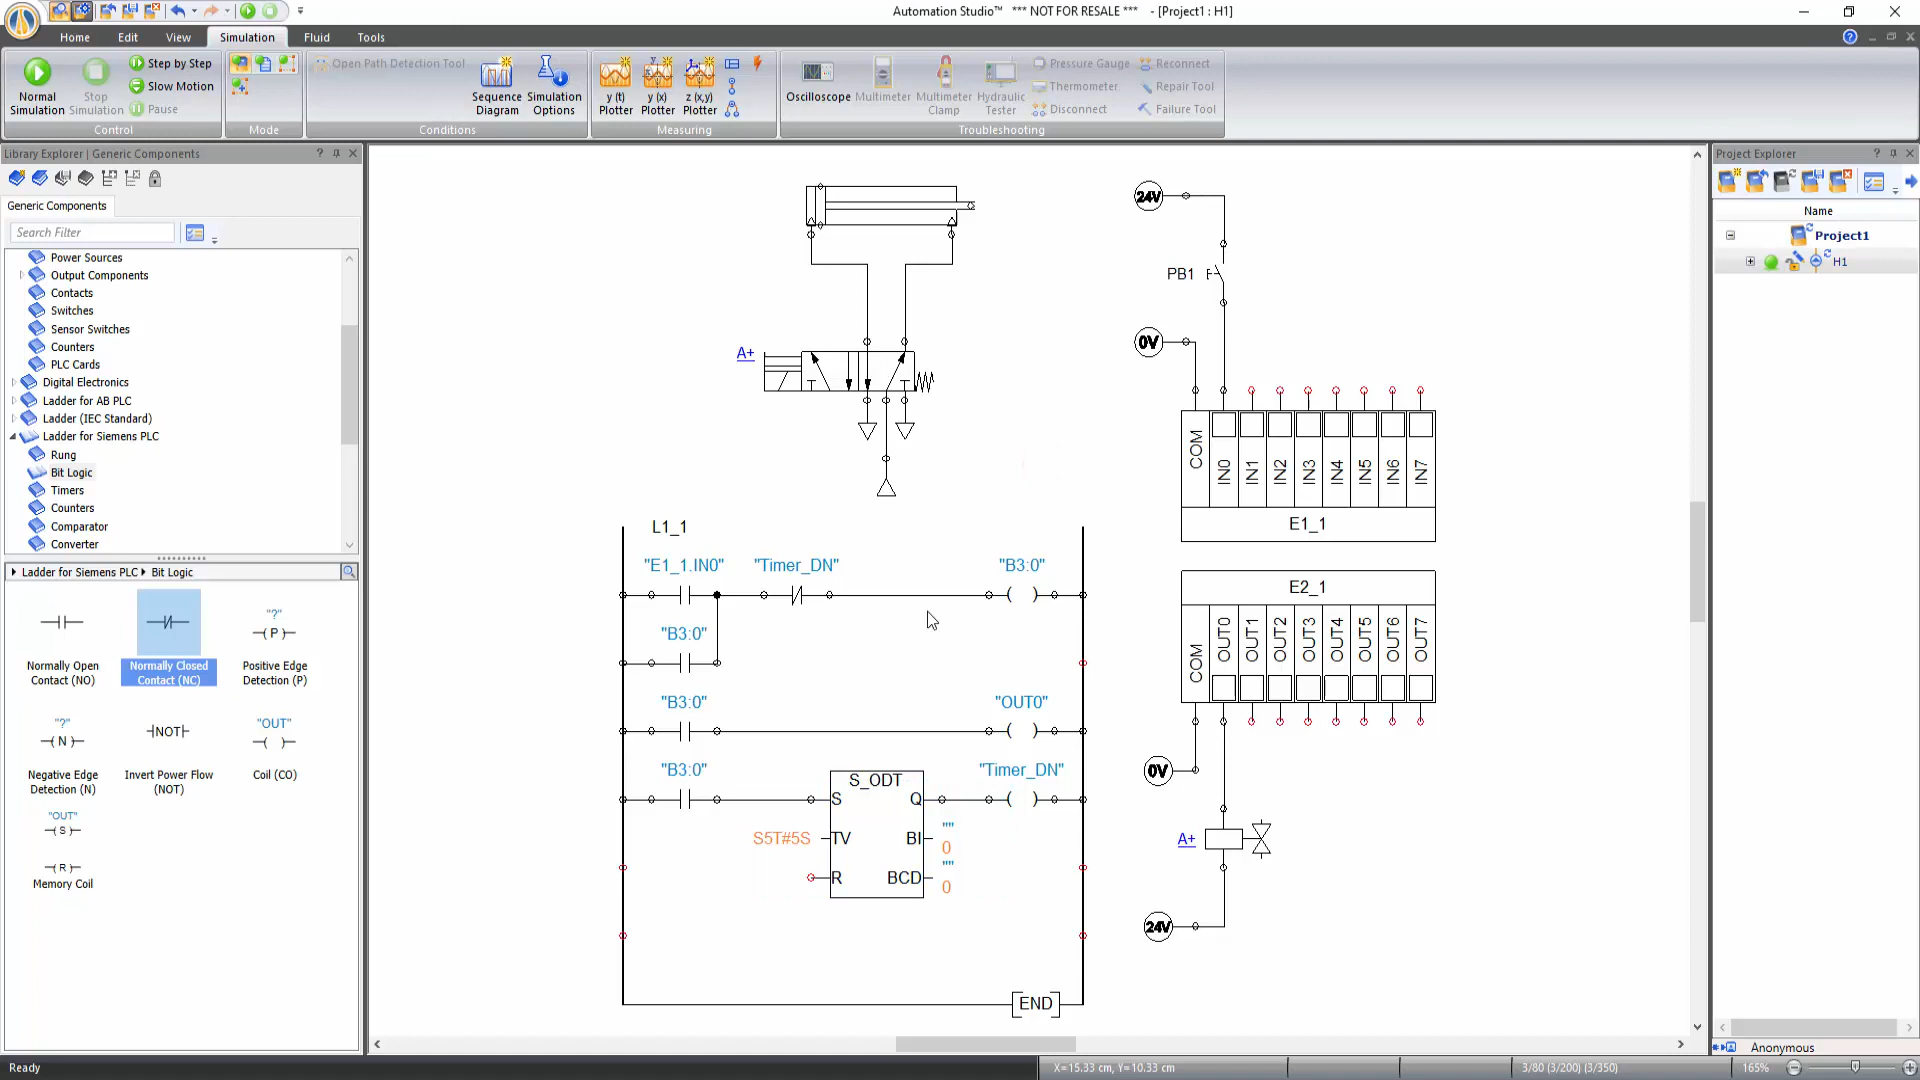 Automation Studio™ *** NOT FOR RESALE *** - [Project1 : H1]
Home Edit View Simulation Fluid Tools
Normal Simulation
Stop Simulation
Step by Step
Slow Motion
Pause
Control
Mode
Open Path Detection Tool
Sequence Diagram
Simulation Options
Conditions
y (t) Plotter
y (x) Plotter
z (x,y) Plotter
Measuring
Oscilloscope
Multimeter
Multimeter Clamp
Hydraulic Tester
Pressure Gauge
Thermometer
Disconnect
Reconnect
Repair Tool
Failure Tool
Troubleshooting
Library Explorer | Generic Components
Generic Components
Search Filter
Power Sources
Output Components
Contacts
Switches
Sensor Switches
Counters
PLC Cards
Digital Electronics
Ladder for AB PLC
Ladder (IEC Standard)
Ladder for Siemens PLC
Rung
Bit Logic
Timers
Counters
Comparator
Converter
Ladder for Siemens PLC Bit Logic
Normally Open Contact (NO)
Normally Closed Contact (NC)
"?"
( P )
Positive Edge Detection (P)
"?"
( N )
Negative Edge Detection (N)
NOT
Invert Power Flow (NOT)
"OUT"
( )
Coil (CO)
"OUT"
( S )
( R )
Memory Coil
A+
L1_1
"E1_1.IN0" "Timer_DN" "B3:0"
"B3:0"
"B3:0" "OUT0"
"B3:0" S_ODT "Timer_DN"
S Q
S5T#5S TV BI "" 0
R BCD "" 0
END
24V
PB1
0V
COM IN0 IN1 IN2 IN3 IN4 IN5 IN6 IN7
E1_1
E2_1
COM OUT0 OUT1 OUT2 OUT3 OUT4 OUT5 OUT6 OUT7
0V
A+
24V
Project Explorer
Name
Project1
H1
Anonymous
Ready
X=15.33 cm, Y=10.33 cm
3/80 (3/200) (3/350)
165%